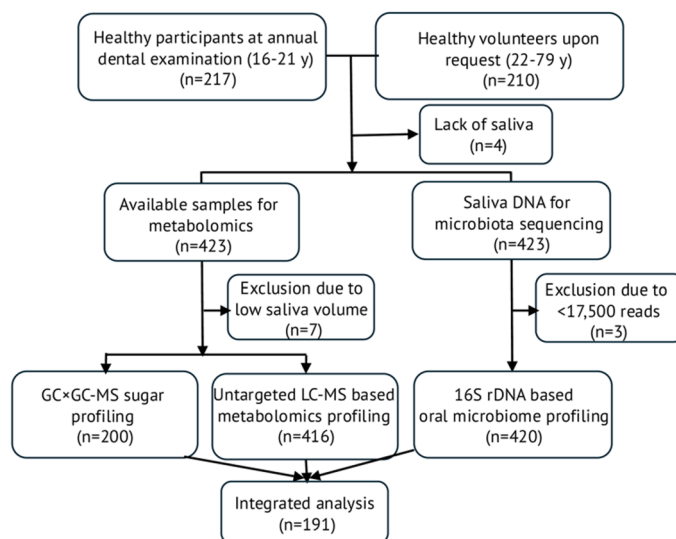 Healthy participants at annual
dental examination (16-21 y)
(n=217)
Healthy volunteers upon
request (22-79 y)
(n=210)
Lack of saliva
(n=4)
Available samples for
metabolomics
(n=423)
Saliva DNA for
microbiota sequencing
(n=423)
Exclusion due to
low saliva volume
(n=7)
Exclusion due to
<17,500 reads
(n=3)
GC×GC-MS sugar
profiling
(n=200)
Untargeted LC-MS based
metabolomics profiling
(n=416)
16S rDNA based
oral microbiome profiling
(n=420)
Integrated analysis
(n=191)